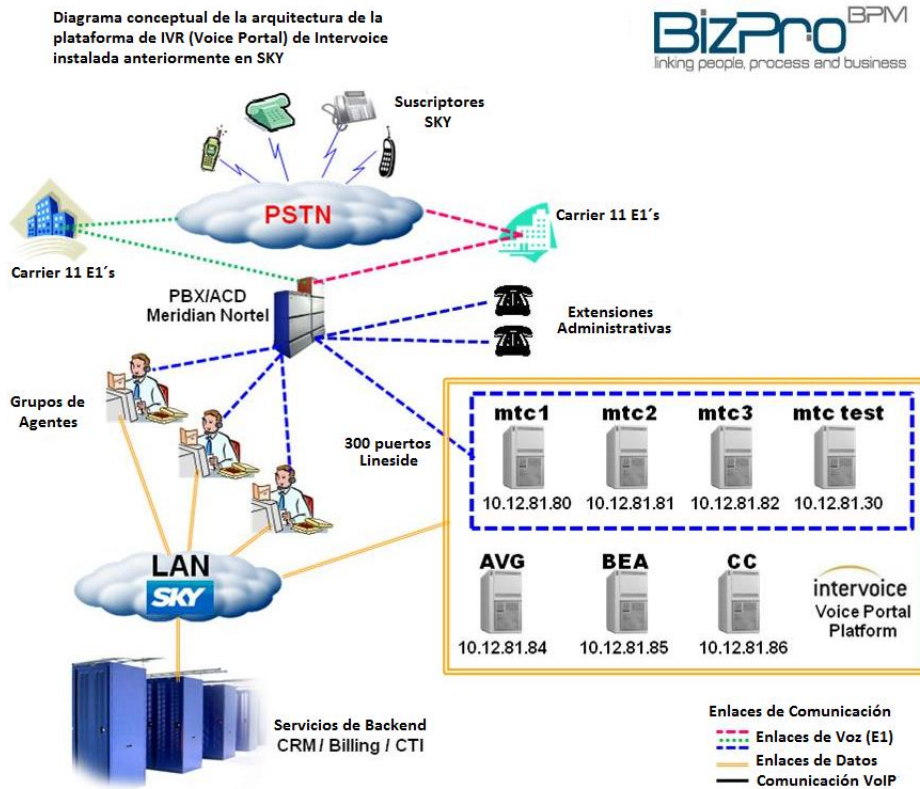 Diagrama conceptual de la arquitectura de la
plataforma de IVR (Voice Portal) de Intervoice
instalada anteriormente en SKY
BizPro BPM
linking people, process and business
Suscriptores
SKY
PSTN
Carrier 11 E1´s
Carrier 11 E1´s
PBX/ACD
Meridian Nortel
Extensiones
Administrativas
Grupos de
Agentes
300 puertos
Lineside
mtc1 mtc2 mtc3 mtc test
10.12.81.80 10.12.81.81 10.12.81.82 10.12.81.30
AVG BEA CC
10.12.81.84 10.12.81.85 10.12.81.86
intervoice
Voice Portal
Platform
LAN
SKY
Servicios de Backend
CRM / Billing / CTI
Enlaces de Comunicación
Enlaces de Voz (E1)
Enlaces de Datos
Comunicación VoIP